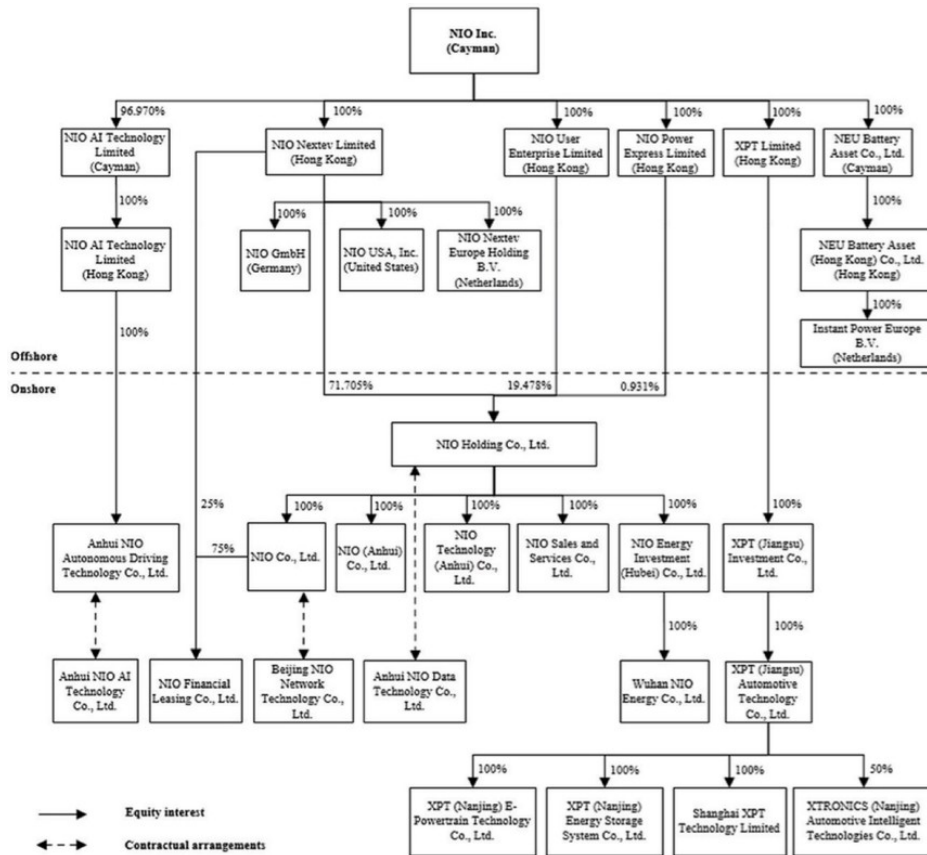 NIO Inc.
(Cayman)
96.970%
100%
100%
100%
100%
100%
NIO AI Technology
Limited
(Cayman)
NIO Nextev Limited
(Hong Kong)
NIO User
Enterprise Limited
(Hong Kong)
NIO Power
Express Limited
(Hong Kong)
XPT Limited
(Hong Kong)
NEU Battery
Asset Co., Ltd.
(Cayman)
100%
100%
100%
100%
100%
NIO AI Technology
Limited
(Hong Kong)
NIO GmbH
(Germany)
NIO USA, Inc.
(United States)
NIO Nextev
Europe Holding
B.V.
(Netherlands)
NEU Battery Asset
(Hong Kong) Co., Ltd.
(Hong Kong)
100%
100%
Instant Power Europe
B.V.
(Netherlands)
Offshore
Onshore
71.705%
19.478%
0.931%
NIO Holding Co., Ltd.
25%
100%
100%
100%
100%
100%
100%
Anhui NIO
Autonomous Driving
Technology Co., Ltd.
75%
NIO Co., Ltd.
NIO (Anhui)
Co., Ltd.
NIO
Technology
(Anhui) Co.,
Ltd.
NIO Sales and
Services Co.,
Ltd.
NIO Energy
Investment
(Hubei) Co., Ltd.
XPT (Jiangsu)
Investment Co.,
Ltd.
100%
100%
Anhui NIO AI
Technology
Co., Ltd.
NIO Financial
Leasing Co., Ltd.
Beijing NIO
Network
Technology Co.,
Ltd.
Anhui NIO Data
Technology Co., Ltd.
Wuhan NIO
Energy Co., Ltd.
XPT (Jiangsu)
Automotive
Technology
Co., Ltd.
100%
100%
100%
50%
XPT (Nanjing) E-
Powertrain Technology
Co., Ltd.
XPT (Nanjing)
Energy Storage
System Co., Ltd.
Shanghai XPT
Technology Limited
XTRONICS (Nanjing)
Automotive Intelligent
Technologies Co., Ltd.
Equity interest
Contractual arrangements